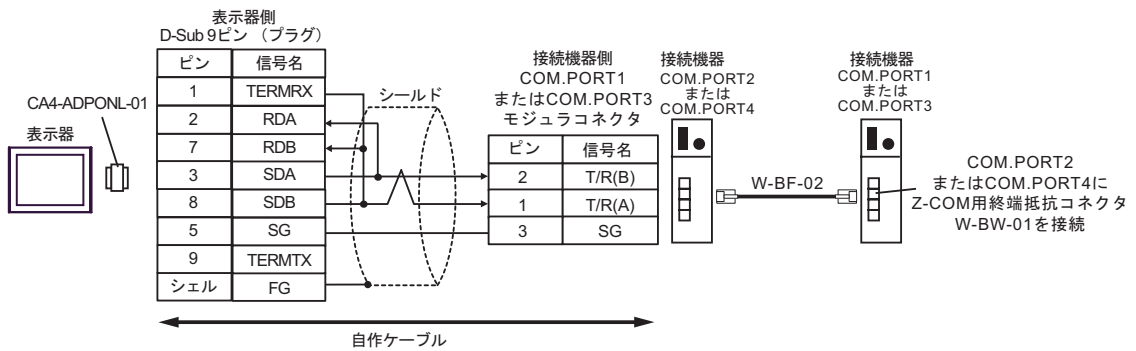 表示器側
D-Sub 9ピン （プラグ）
ピン 信号名
1 TERMRX
2 RDA
7 RDB
3 SDA
8 SDB
5 SG
9 TERMTX
シェル FG
CA4-ADPONL-01
表示器
シールド
接続機器側
COM.PORT1
またはCOM.PORT3
モジュラコネクタ
ピン 信号名
2 T/R(B)
1 T/R(A)
3 SG
接続機器
COM.PORT2
または
COM.PORT4
W-BF-02
接続機器
COM.PORT1
または
COM.PORT3
COM.PORT2
またはCOM.PORT4に
Z-COM用終端抵抗コネクタ
W-BW-01を接続
自作ケーブル